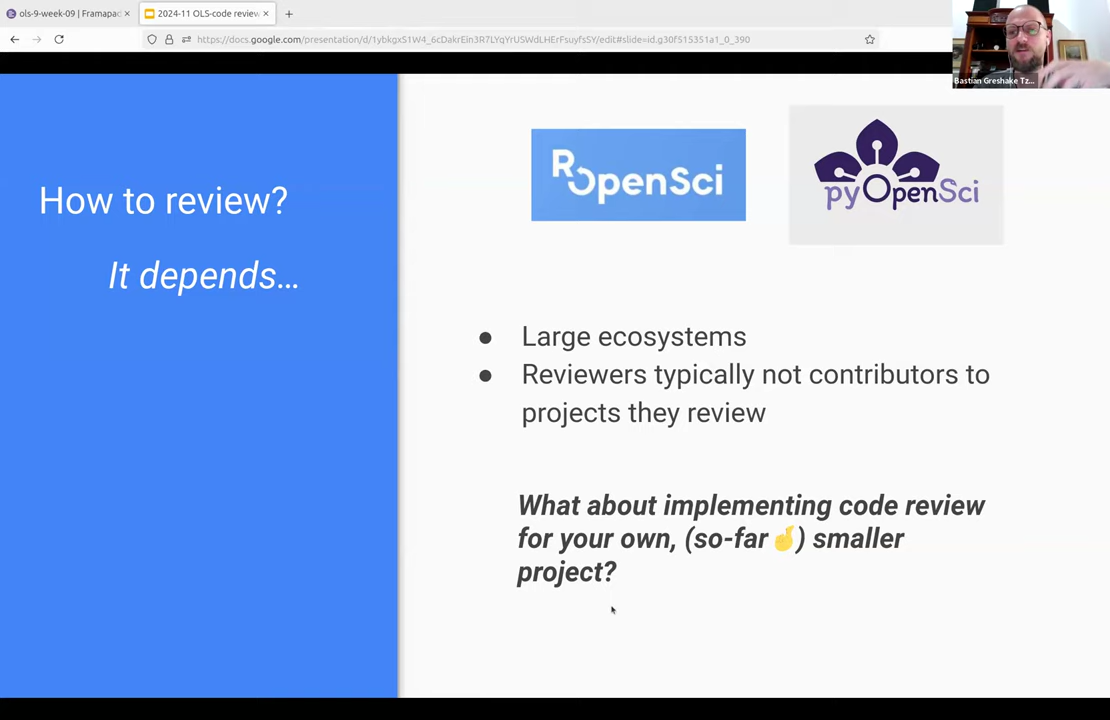 ols-9-week-09 | Framapad
2024-11 OLS-code review
https://docs.google.com/presentation/d/1ybkgxS1W4_6cDakrEin3R7LYqYrUSWdLHErFsuyfsSY/edit#slide=id.g30f515351a1_0_390
Bastian Greshake Tz...
How to review?
It depends...
ROpenSci
pyOpenSci
● Large ecosystems
● Reviewers typically not contributors to
projects they review
What about implementing code review
for your own, (so-far🤞) smaller
project?